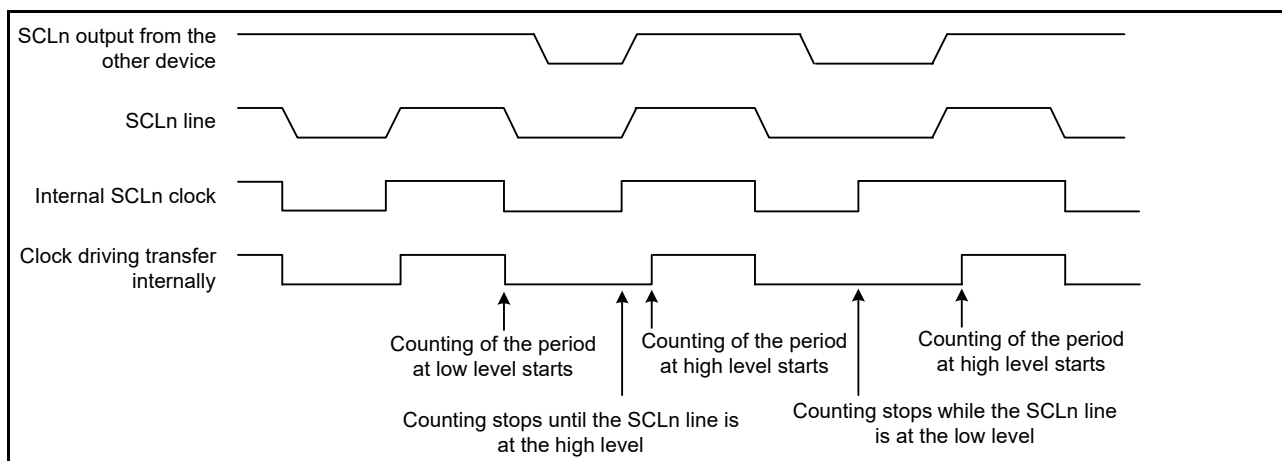 SCLn output from the
other device
SCLn line
Internal SCLn clock
Clock driving transfer
internally
Counting of the period
at low level starts
Counting of the period
at high level starts
Counting of the period
at high level starts
Counting stops until the SCLn line is
at the high level
Counting stops while the SCLn line
is at the low level